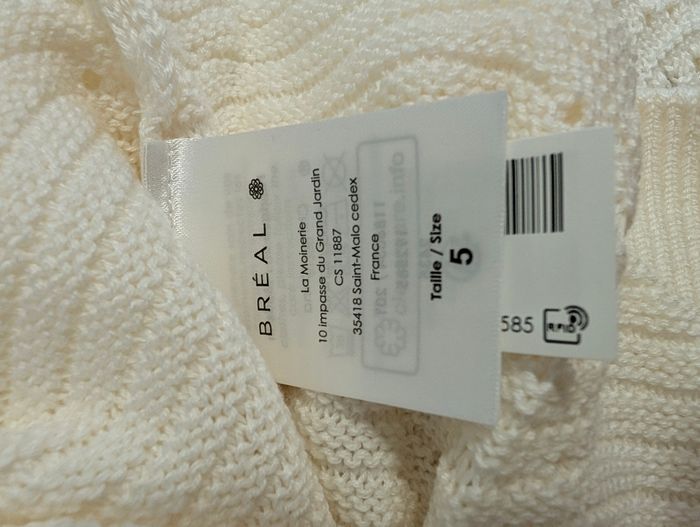 BRÉAL
La Moinerie
10 impasse du Grand Jardin
CS 11887
35418 Saint-Malo cedex
France
Taille / Size
5
585
RFID